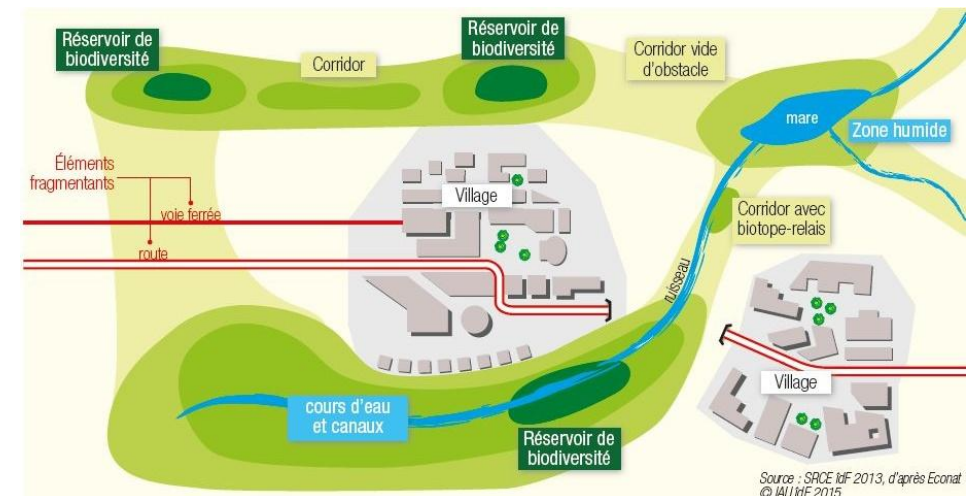 Réservoir de
biodiversité
Corridor
Réservoir de
biodiversité
Corridor vide
d'obstacle
mare
Zone humide
Éléments
fragmentants
voie ferrée
route
Village
Corridor avec
biotope-relais
ruisseau
Village
cours d'eau
et canaux
Réservoir de
biodiversité
Source : SRCE îdF 2013, d'après Econat
© IAU îdF 2015